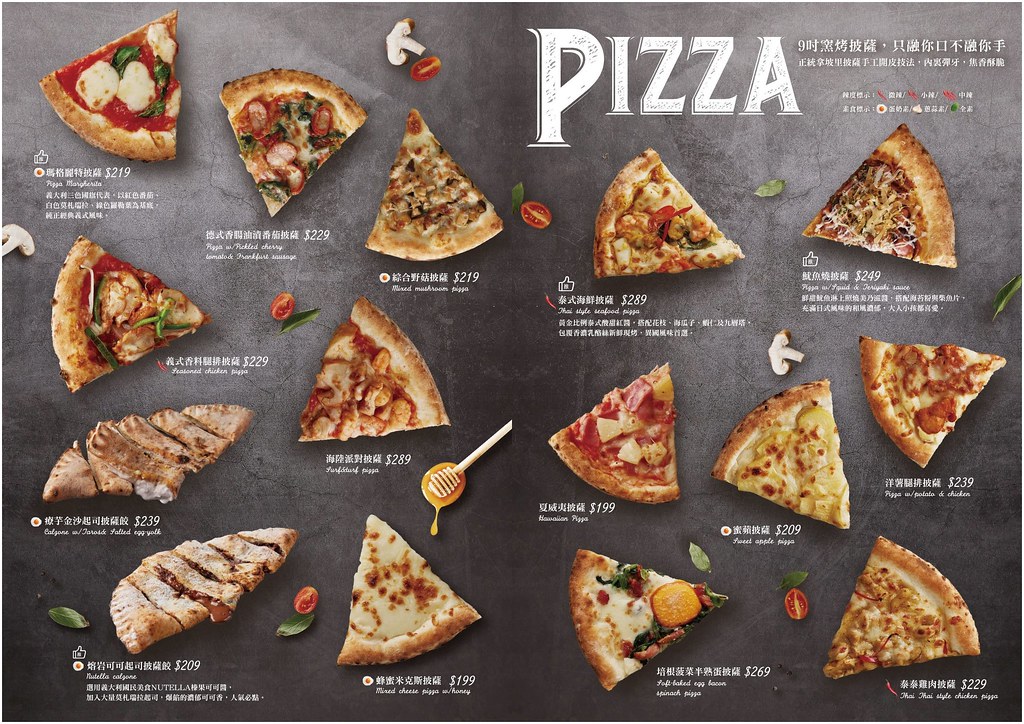 PIZZA
9吋窯烤披薩，只融你口不融你手
正統拿坡里披薩手工開皮技法，內裏彈牙，焦香酥脆
辣度標示： 微辣/ 小辣/ 中辣
素食標示： 蛋奶素/ 蔥蒜素/ 全素
瑪格麗特披薩 $219
Pizza Margherita
義大利三色國旗代表，以紅色番茄、
白色莫札瑞拉、綠色羅勒葉為基底，
純正經典義式風味。
德式香腸油漬番茄披薩 $229
Pizza w/Pickled cherry
tomato& Frankfurt sausage
綜合野菇披薩 $219
Mixed mushroom pizza
義式香料腿排披薩 $229
Seasoned chicken pizza
海陸派對披薩 $289
Surf&turf pizza
療芋金沙起司披薩餃 $239
Calzone w/Taro& Salted egg-yolk
熔岩可可起司披薩餃 $209
Nutella calzone
選用義大利國民美食NUTELLA榛果可可醬，
加入大量莫札瑞拉起司，爆餡的濃郁可可香，人氣必點。
蜂蜜米克斯披薩 $199
Mixed cheese pizza w/honey
泰式海鮮披薩 $289
Thai style seafood pizza
黃金比例泰式酸甜紅醬，搭配花枝、海瓜子、蝦仁及九層塔，
包覆香濃乳酪絲新鮮現烤，異國風味首選。
魷魚燒披薩 $249
Pizza w/Squid & Teriyaki sauce
鮮甜魷魚淋上照燒美乃滋醬，搭配海苔粉與柴魚片，
充滿日式風味的和風濃郁，大人小孩都喜愛。
夏威夷披薩 $199
Hawaiian Pizza
蜜蘋披薩 $209
Sweet apple pizza
洋薯腿排披薩 $239
Pizza w/potato & chicken
培根菠菜半熟蛋披薩 $269
Soft-baked egg bacon
spinach pizza
泰泰雞肉披薩 $229
Thai Thai style chicken pizza